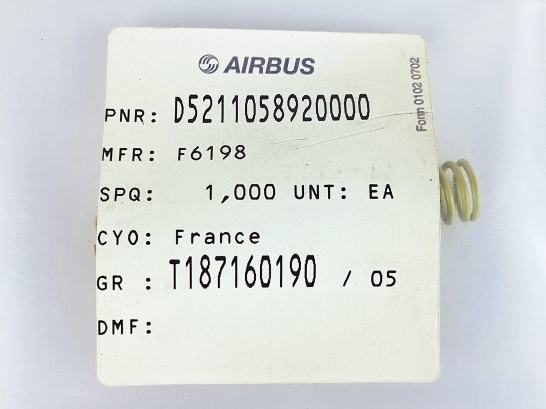 AIRBUS
Form 0102 0702
PNR: D5211058920000
MFR: F6198
SPQ: 1,000 UNT: EA
CYO: France
GR : T187160190 / 05
DMF: